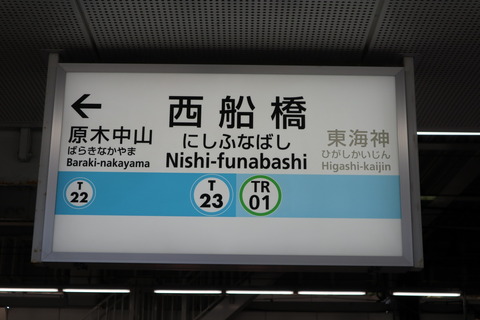 ←
西船橋
にしふなばし
Nishi-funabashi
原木中山
ばらきなかやま
Baraki-nakayama
東海神
ひがしかいじん
Higashi-kaijin
T
22
T
23
TR
01